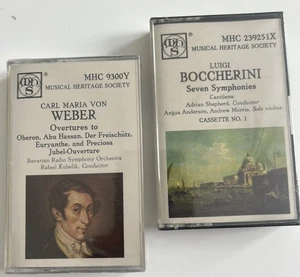 MHC 9300Y
MUSICAL HERITAGE SOCIETY
CARL MARIA VON
WEBER
Overtures to
Oberon, Abu Hassan, Der Freischütz,
Euryanthe, and Preciosa
Jubel-Ouverture
Bavarian Radio Symphony Orchestra
Rafael Kubelik, Conductor
MHC 239251X
MUSICAL HERITAGE SOCIETY
LUIGI
BOCCHERINI
Seven Symphonies
Cantilena
Adrian Shepherd, Conductor
Angus Anderson, Andrew Morris, Solo violins
CASSETTE NO. 1